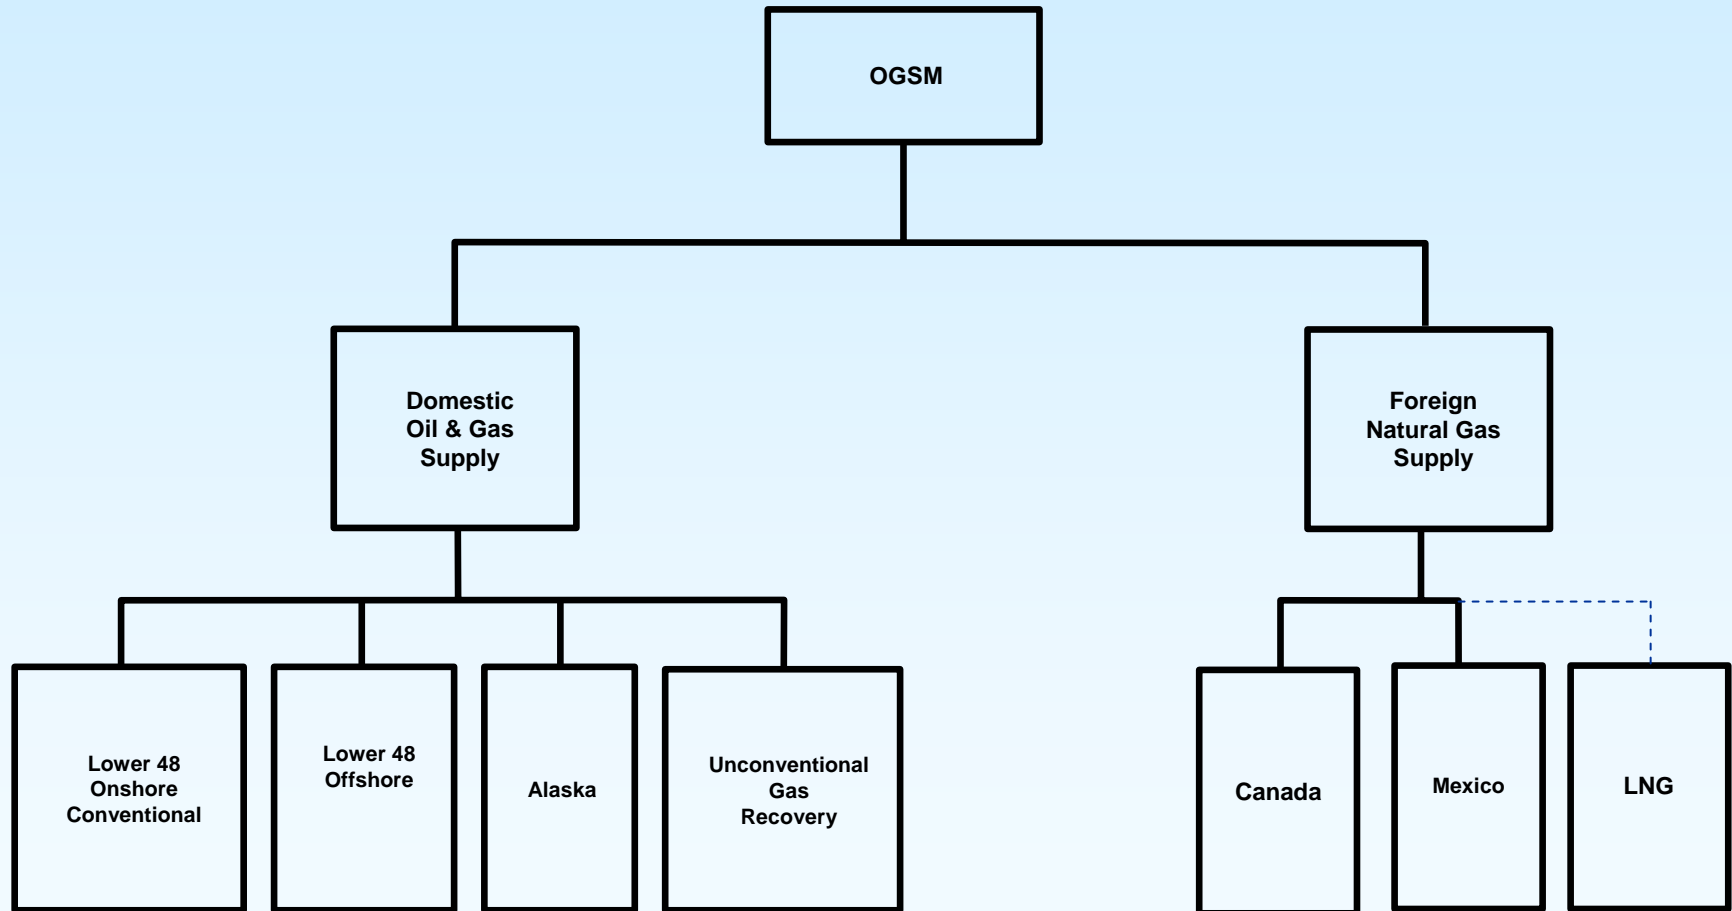 OGSM
Domestic
Oil & Gas
Supply
Foreign
Natural Gas
Supply
Lower 48
Onshore
Conventional
Lower 48
Offshore
Alaska
Unconventional
Gas
Recovery
Canada
Mexico
LNG